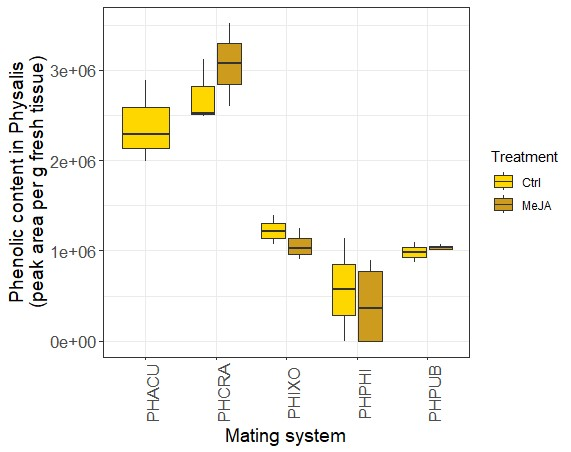 Phenolic content in Physalis
(peak area per g fresh tissue)
3e+06
2e+06
1e+06
0e+00
PHACU
PHCRA
PHIXO
PHPHI
PHPUB
Mating system
Treatment
Ctrl
MeJA